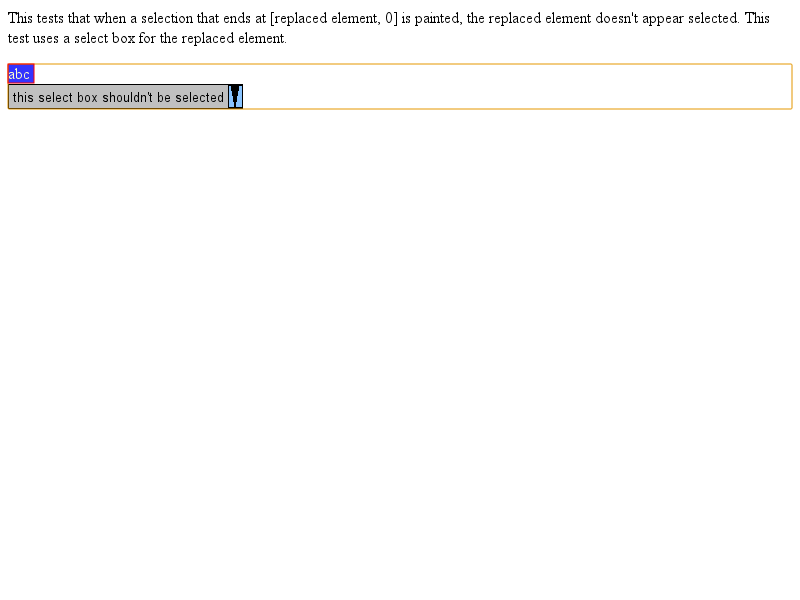 This tests that when a selection that ends at [replaced element, 0] is painted, the replaced element doesn't appear selected. This
test uses a select box for the replaced element.
abc
this select box shouldn't be selected